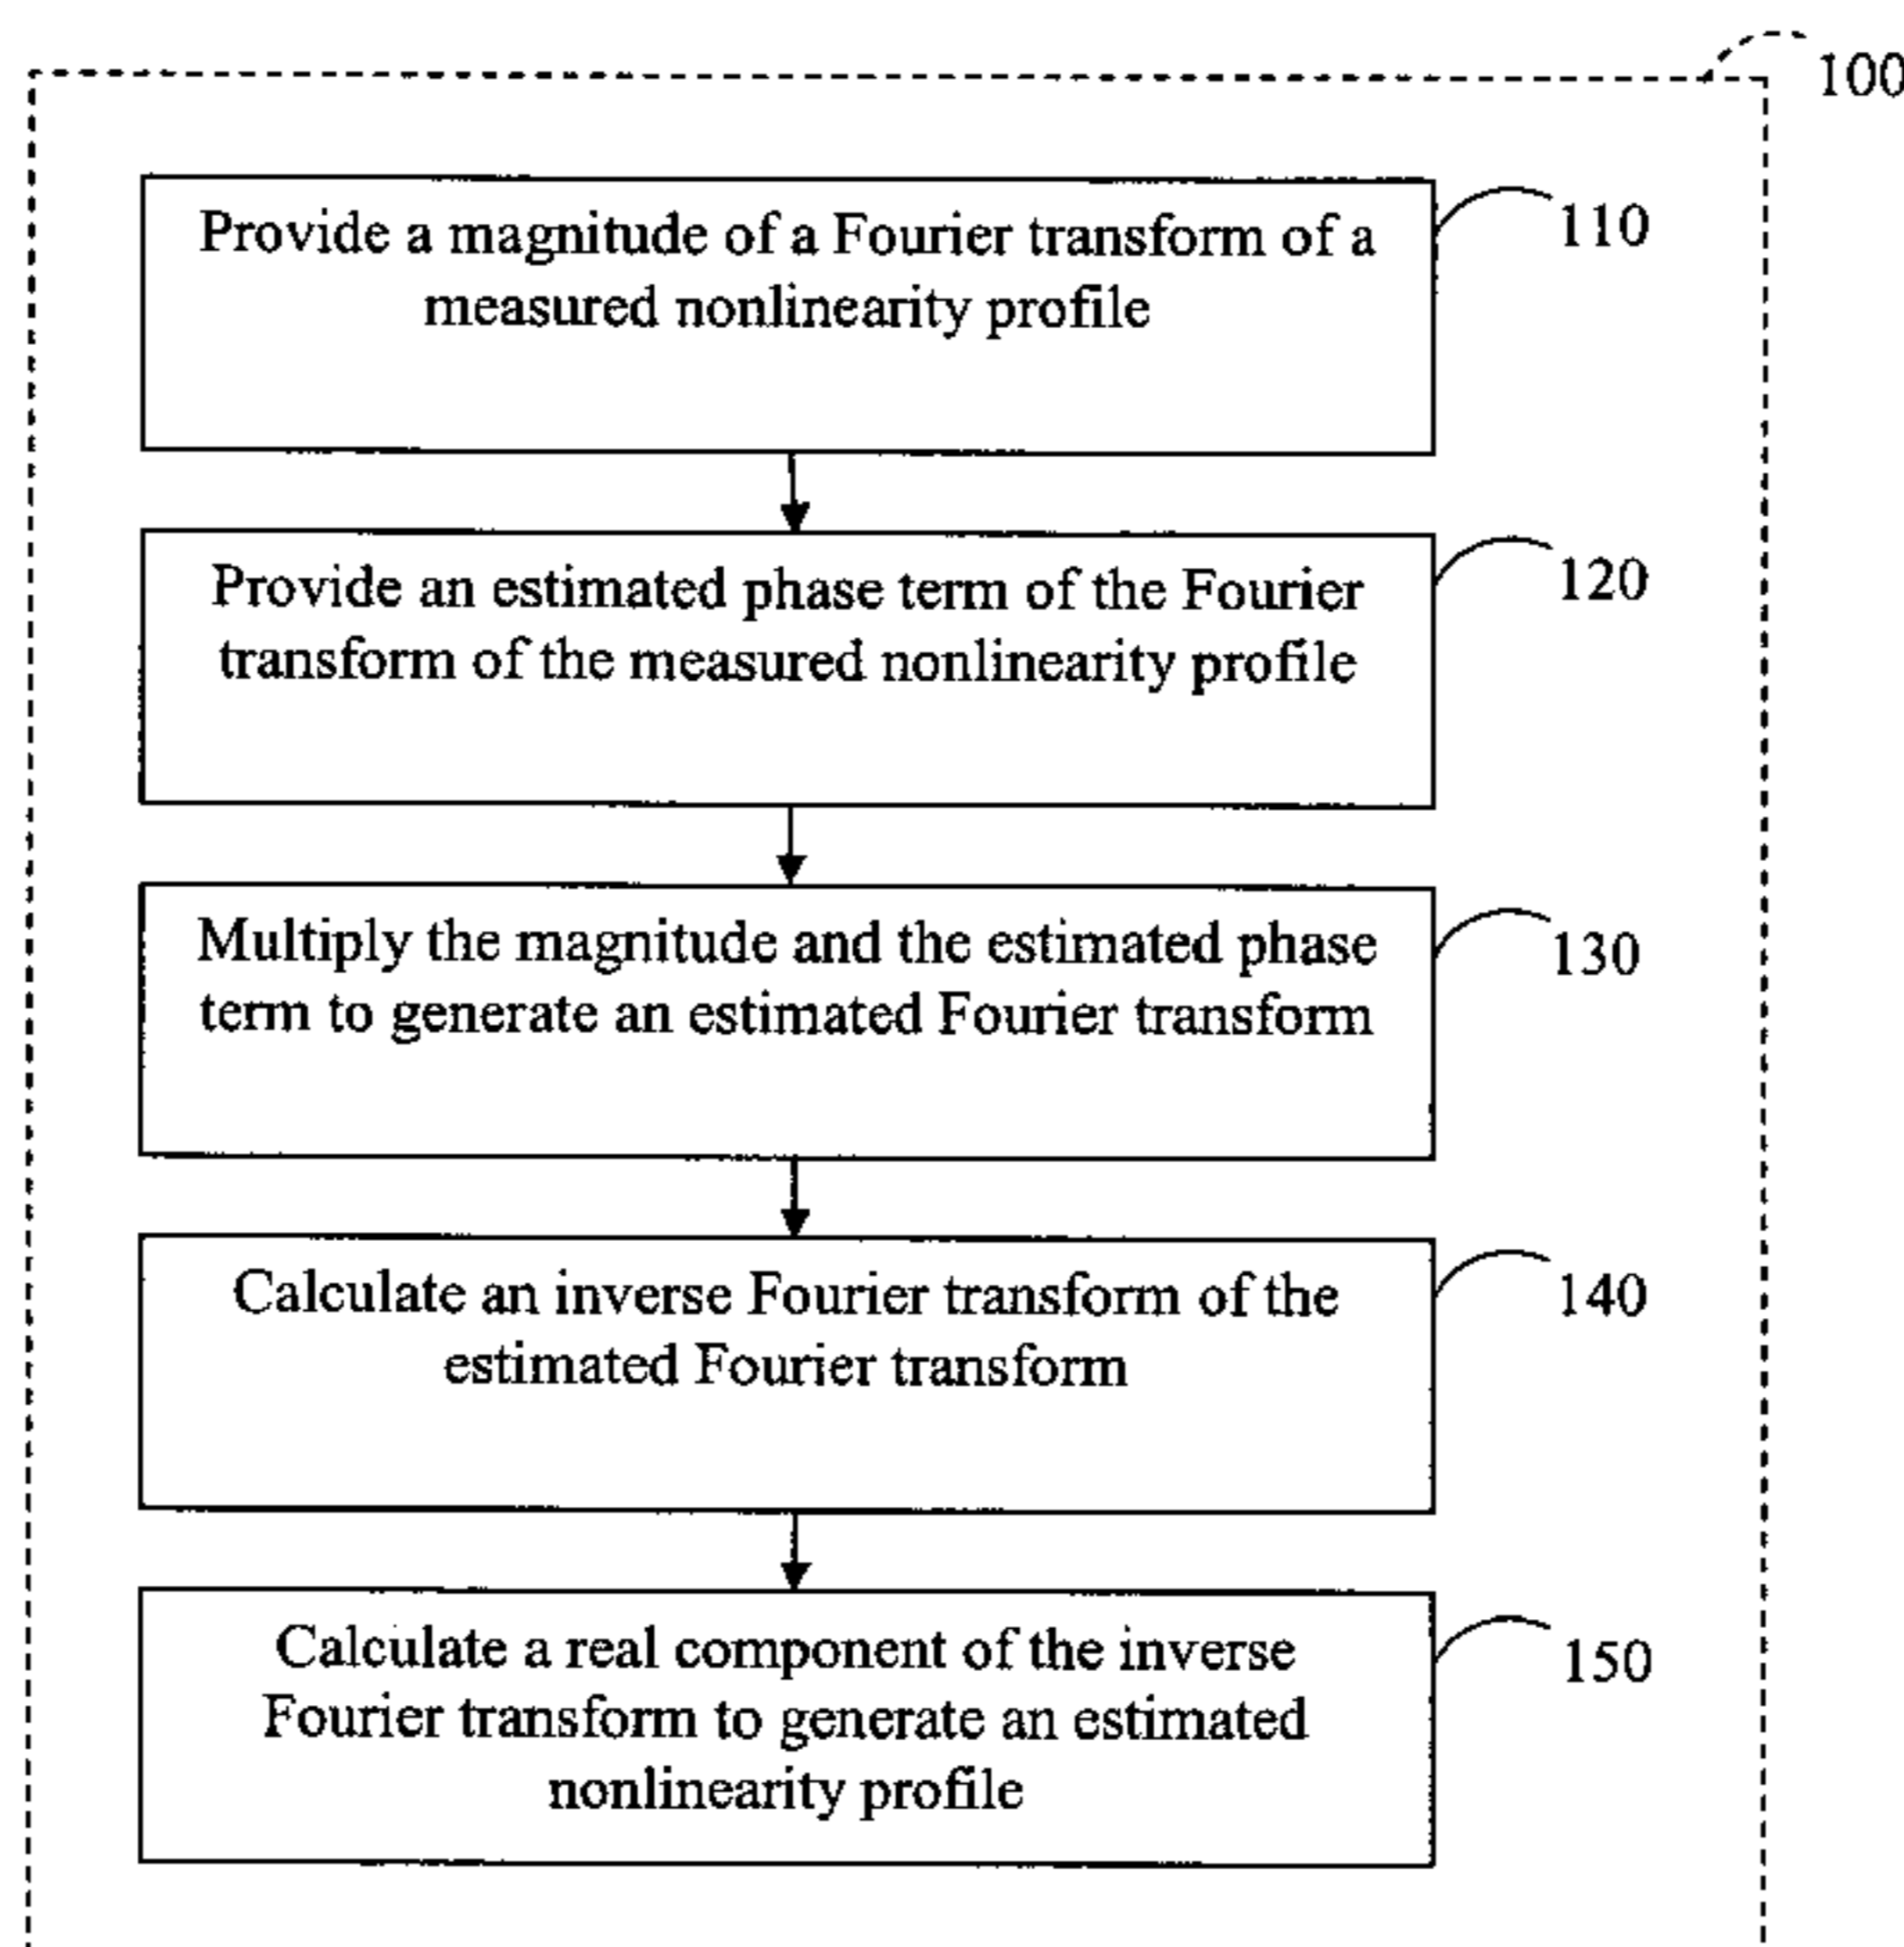 100
Provide a magnitude of a Fourier transform of a
measured nonlinearity profile
110
Provide an estimated phase term of the Fourier
transform of the measured nonlinearity profile
120
Multiply the magnitude and the estimated phase
term to generate an estimated Fourier transform
130
Calculate an inverse Fourier transform of the
estimated Fourier transform
140
Calculate a real component of the inverse
Fourier transform to generate an estimated
nonlinearity profile
150